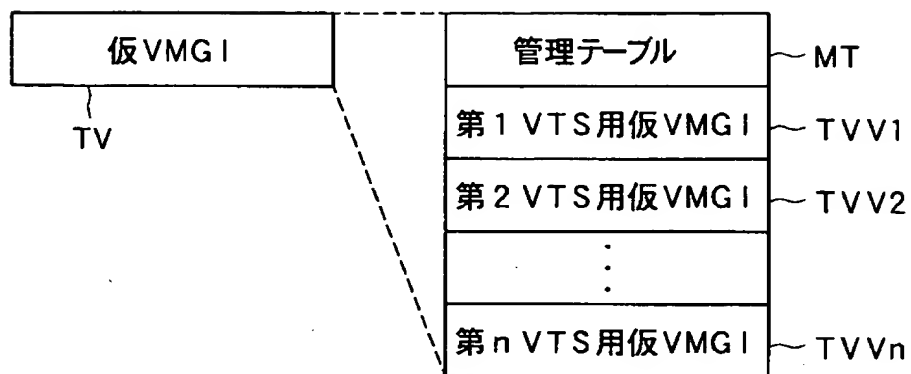 仮VMGI
TV
管理テーブル
MT
第1 VTS用仮VMGI
TVV1
第2 VTS用仮VMGI
TVV2
第n VTS用仮VMGI
TVVn